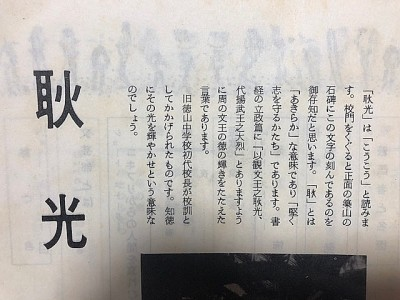 「耿光」は「こうこう」と読みま
す。校門をくぐると正面の築山の
石碑にこの文字の刻んであるのを
御存知だと思います。「耿」とは
「あきらか」な意味であり「堅く
志を守るかたち」であります。書
経の立政篇に「以覲文王之耿光、
代揚武王之大烈」とありますよう
に周の文王の徳の輝きをたたえた
言葉であります。
旧徳山中学校初代校長が校訓と
してかかげられたものです。知徳
にその光を輝やかせという意味な
のでしょう。
耿光